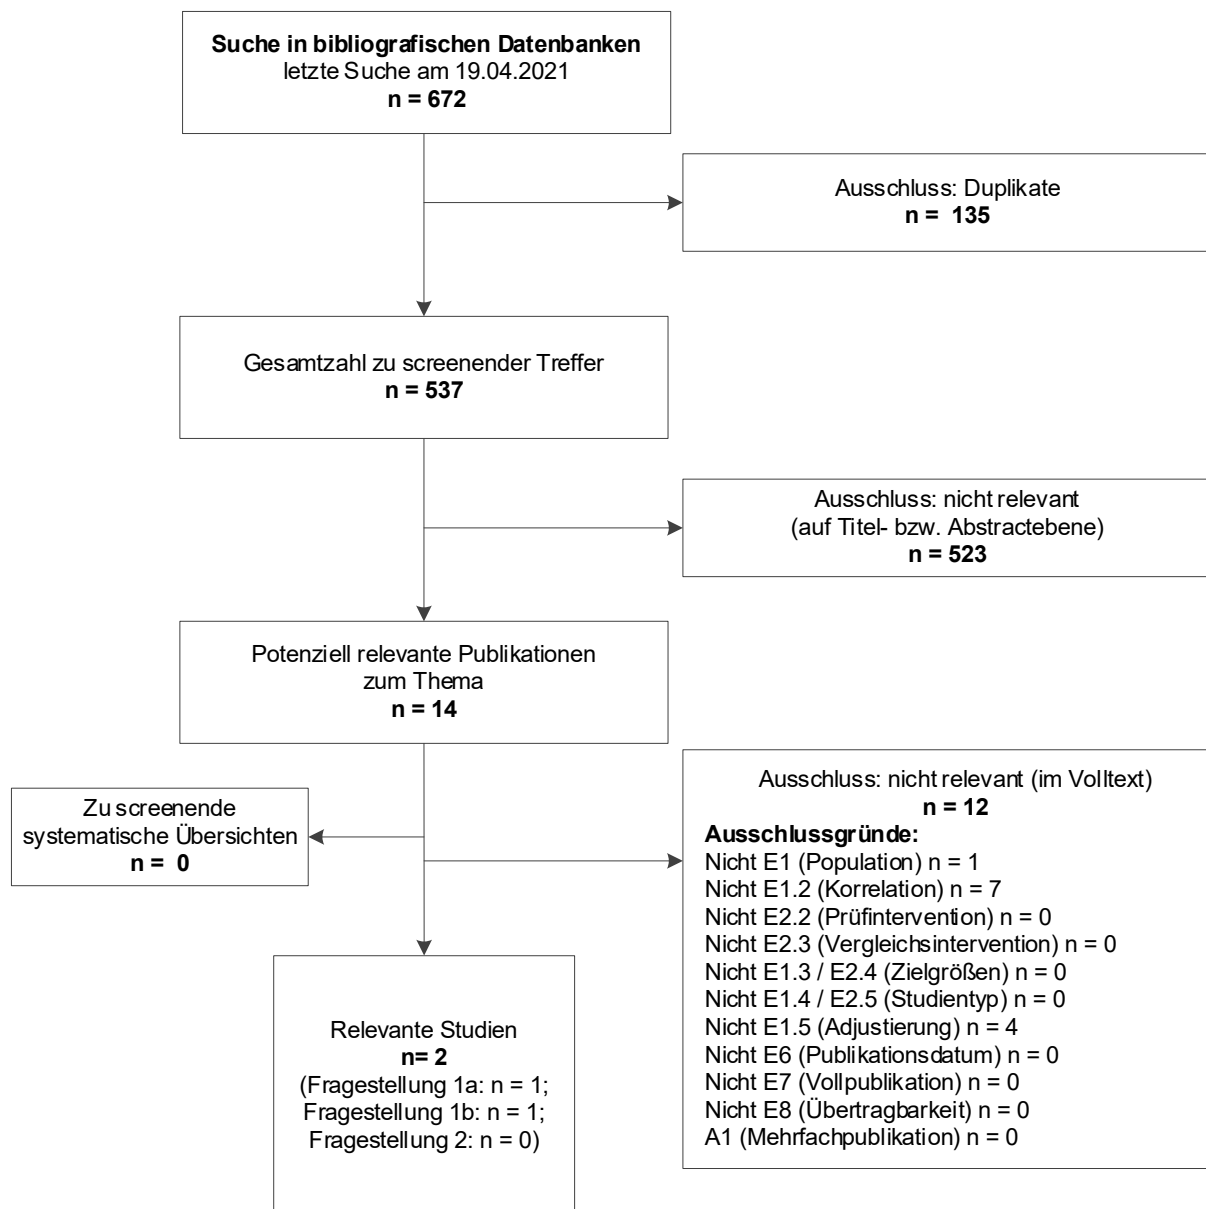 Suche in bibliografischen Datenbanken
letzte Suche am 19.04.2021
n = 672
Ausschluss: Duplikate
n = 135
Gesamtzahl zu screenender Treffer
n = 537
Ausschluss: nicht relevant
(auf Titel- bzw. Abstractebene)
n = 523
Potenziell relevante Publikationen
zum Thema
n = 14
Zu screenende
systematische Übersichten
n = 0
Ausschluss: nicht relevant (im Volltext)
n = 12
Ausschlussgründe:
Nicht E1 (Population) n = 1
Nicht E1.2 (Korrelation) n = 7
Nicht E2.2 (Prüfintervention) n = 0
Nicht E2.3 (Vergleichsintervention) n = 0
Nicht E1.3 / E2.4 (Zielgrößen) n = 0
Nicht E1.4 / E2.5 (Studientyp) n = 0
Nicht E1.5 (Adjustierung) n = 4
Nicht E6 (Publikationsdatum) n = 0
Nicht E7 (Vollpublikation) n = 0
Nicht E8 (Übertragbarkeit) n = 0
A1 (Mehrfachpublikation) n = 0
Relevante Studien
n= 2
(Fragestellung 1a: n = 1;
Fragestellung 1b: n = 1;
Fragestellung 2: n = 0)